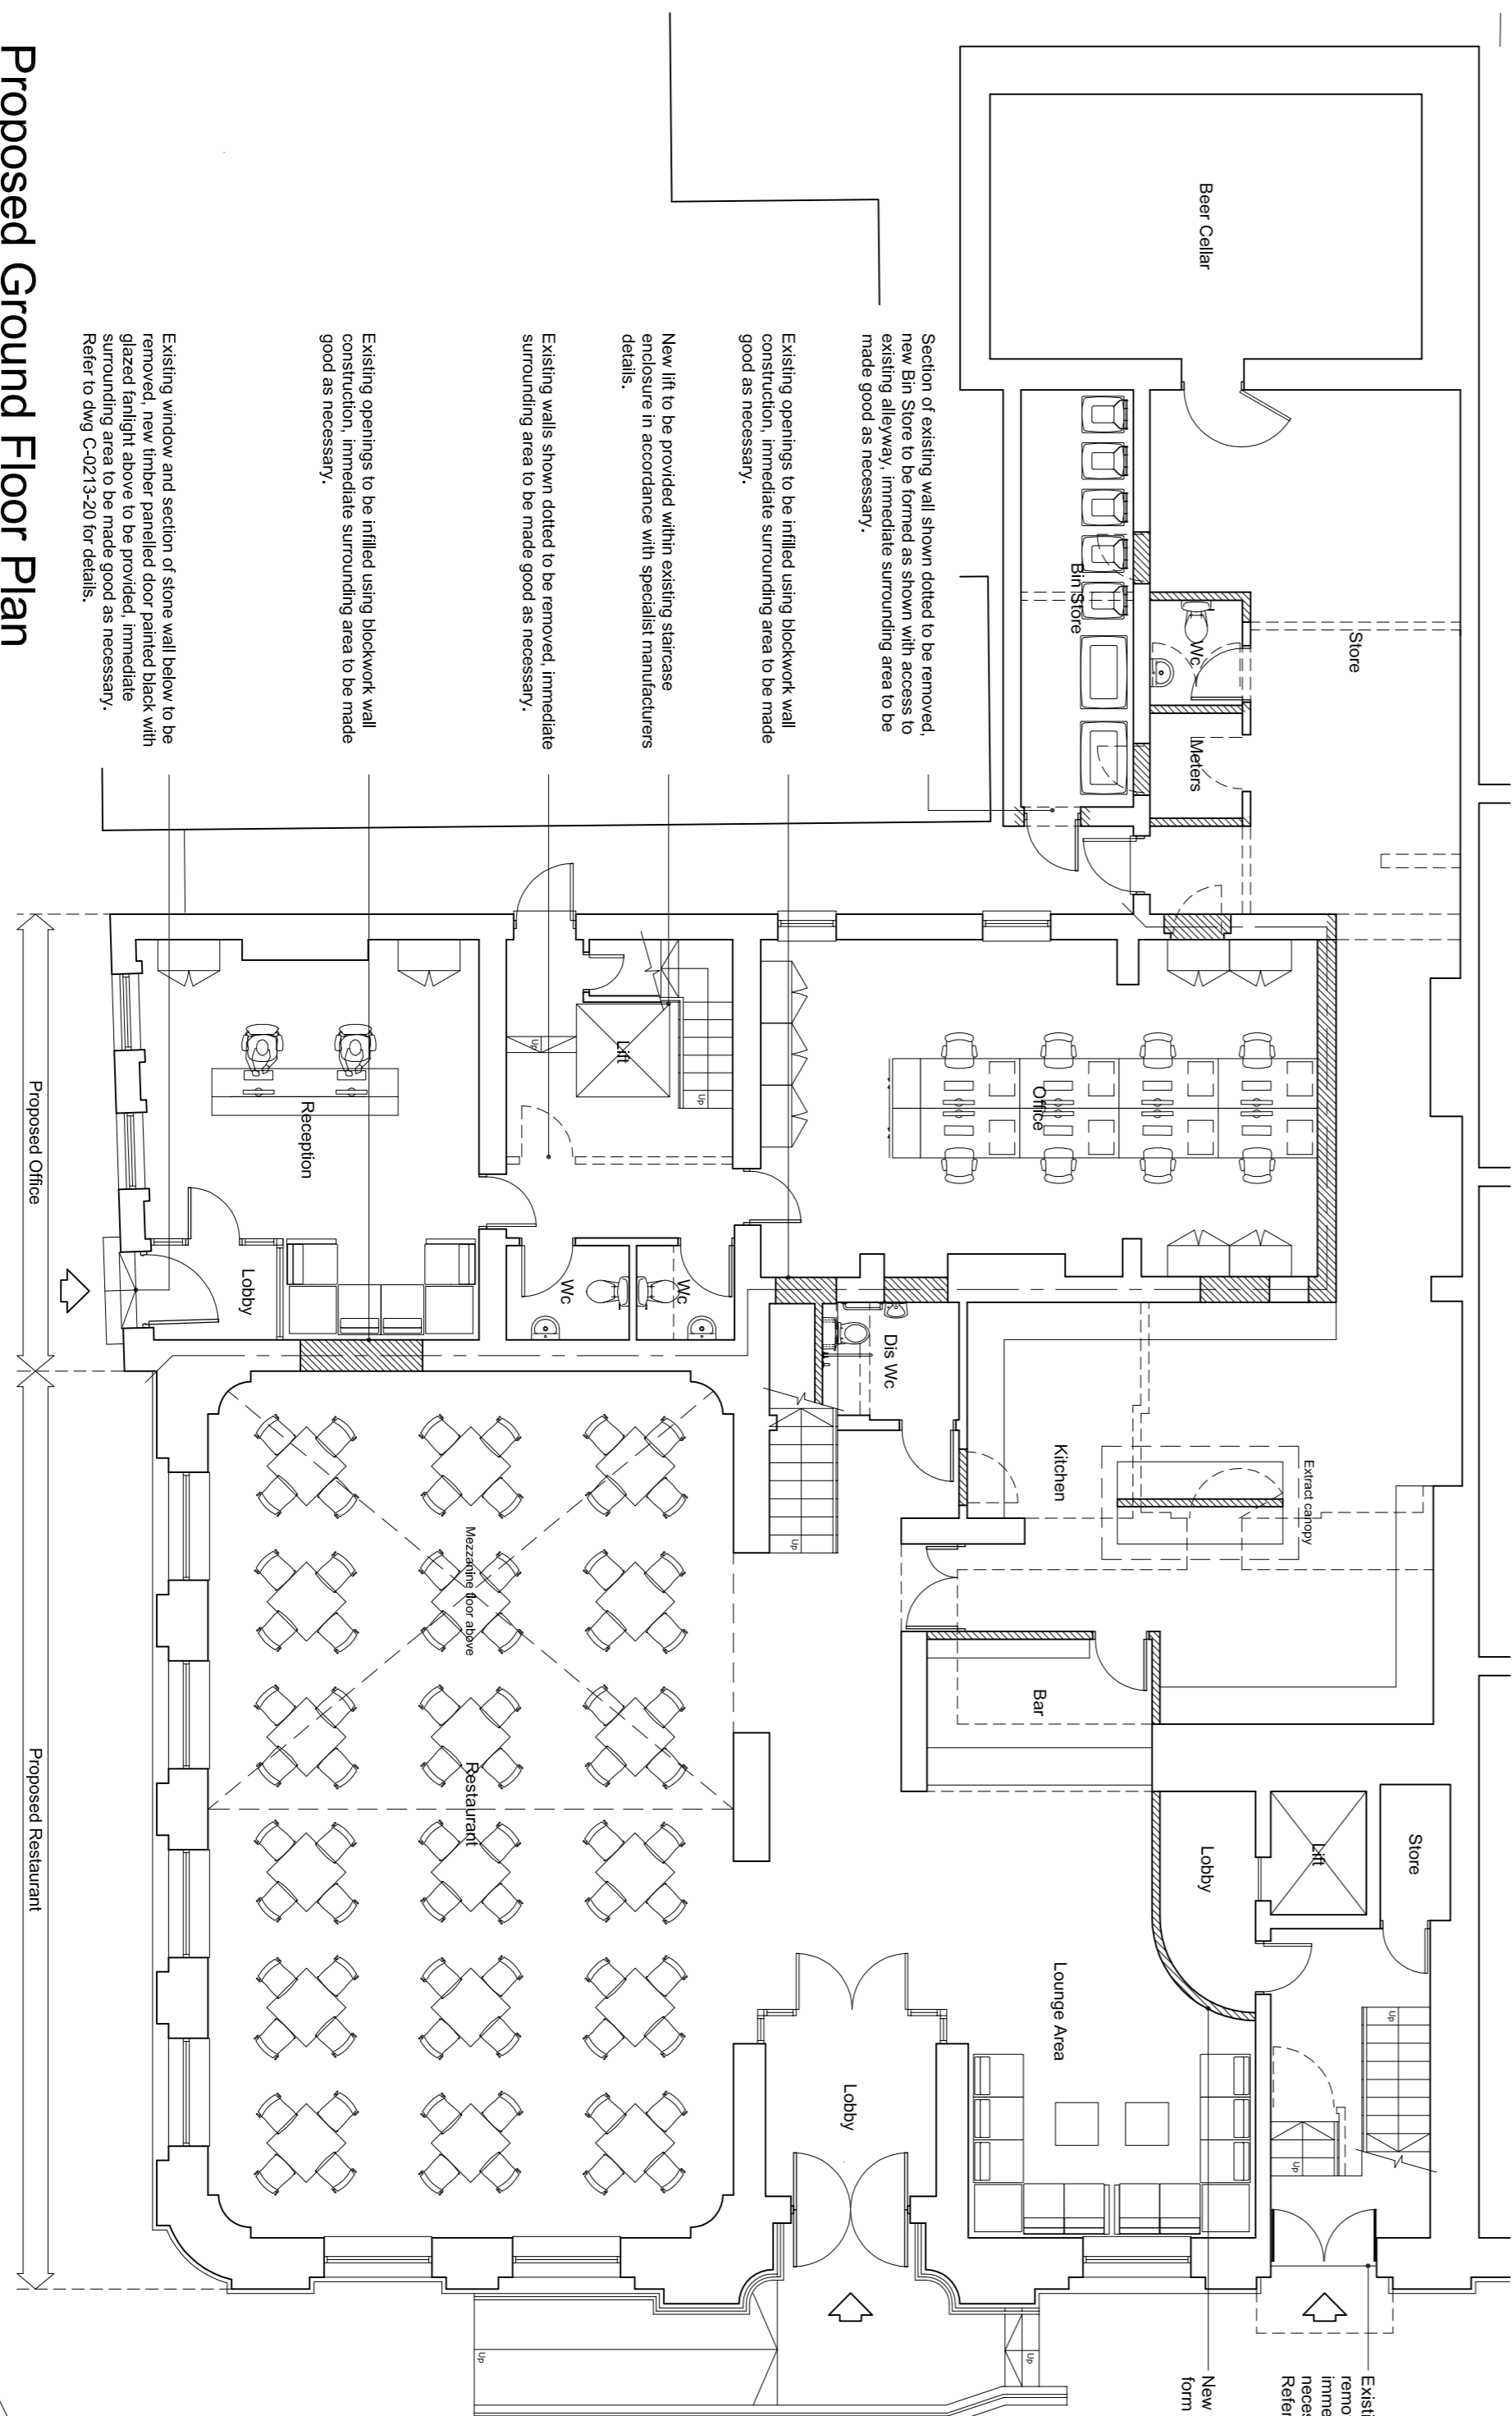 Beer Cellar
Store
Wc
Meters
Bin Store
Section of existing wall shown dotted to be removed,
new Bin Store to be formed as shown with access to
existing alleyway, immediate surrounding area to be
made good as necessary.
Existing openings to be infilled using blockwork wall
construction, immediate surrounding area to be made
good as necessary.
New lift to be provided within existing staircase
enclosure in accordance with specialist manufacturers
details.
Existing walls shown dotted to be removed, immediate
surrounding area to be made good as necessary.
Existing openings to be infilled using blockwork wall
construction, immediate surrounding area to be made
good as necessary.
Existing window and section of stone wall below to be
removed, new timber panelled door painted black with
glazed fanlight above to be provided, immediate
surrounding area to be made good as necessary.
Refer to dwg C-0213-20 for details.
Proposed Ground Floor Plan
Office
Lift
Up
Up
Reception
Lobby
Wc
Wc
Proposed Office
Dis Wc
Kitchen
Extract canopy
Up
Bar
Mezzanine floor above
Restaurant
Store
Lift
Lobby
Lounge Area
Lobby
Up
Up
Up
Up
Proposed Restaurant
New
form
Existi
remo
imme
neces
Refer